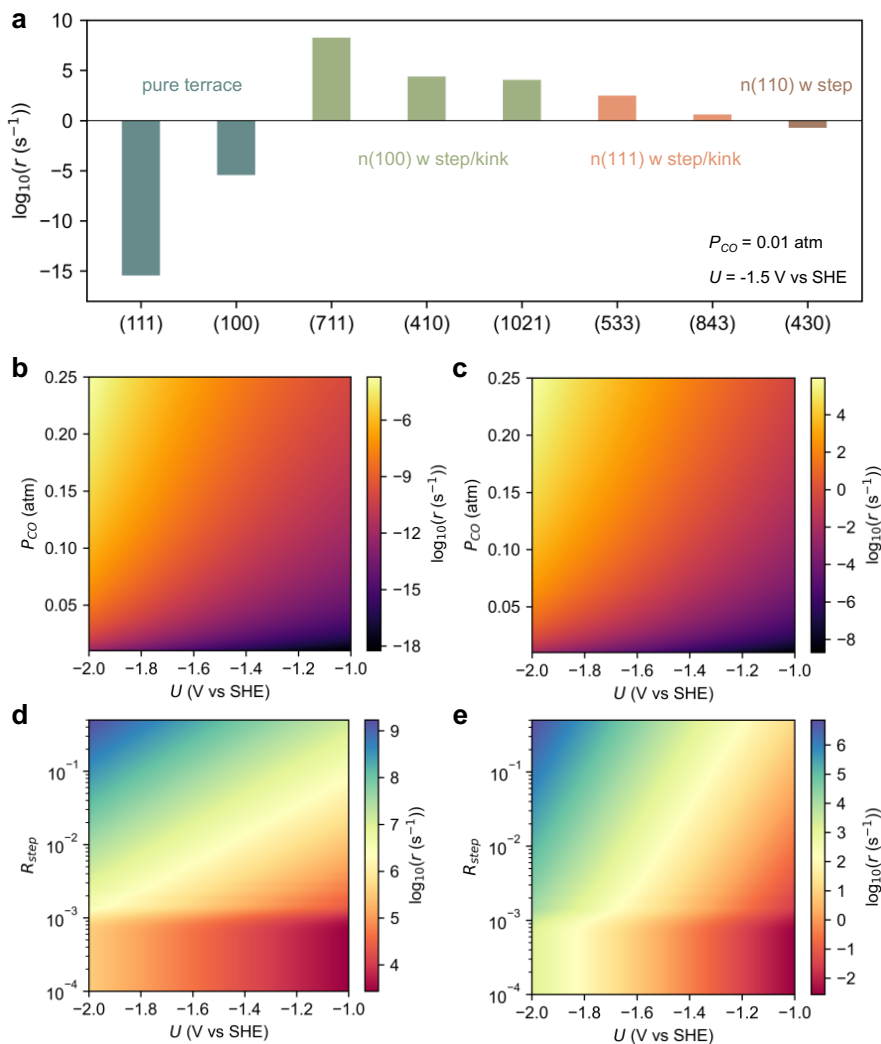 a
10
5
0
−5
−10
−15
log10(r (s−1))
pure terrace
n(110) w step
n(100) w step/kink
n(111) w step/kink
PCO = 0.01 atm
U = -1.5 V vs SHE
(111) (100) (711) (410) (1021) (533) (843) (430)
b
0.25
0.20
0.15
0.10
0.05
PCO (atm)
−2.0 −1.8 −1.6 −1.4 −1.2 −1.0
U (V vs SHE)
−6
−9
−12
−15
−18
log10(r (s−1))
c
0.25
0.20
0.15
0.10
0.05
PCO (atm)
−2.0 −1.8 −1.6 −1.4 −1.2 −1.0
U (V vs SHE)
4
2
0
−2
−4
−6
−8
log10(r (s−1))
d
10−1
10−2
10−3
10−4
Rstep
−2.0 −1.8 −1.6 −1.4 −1.2 −1.0
U (V vs SHE)
9
8
7
6
5
4
log10(r (s−1))
e
10−1
10−2
10−3
10−4
Rstep
−2.0 −1.8 −1.6 −1.4 −1.2 −1.0
U (V vs SHE)
6
5
4
3
2
1
0
−1
−2
log10(r (s−1))